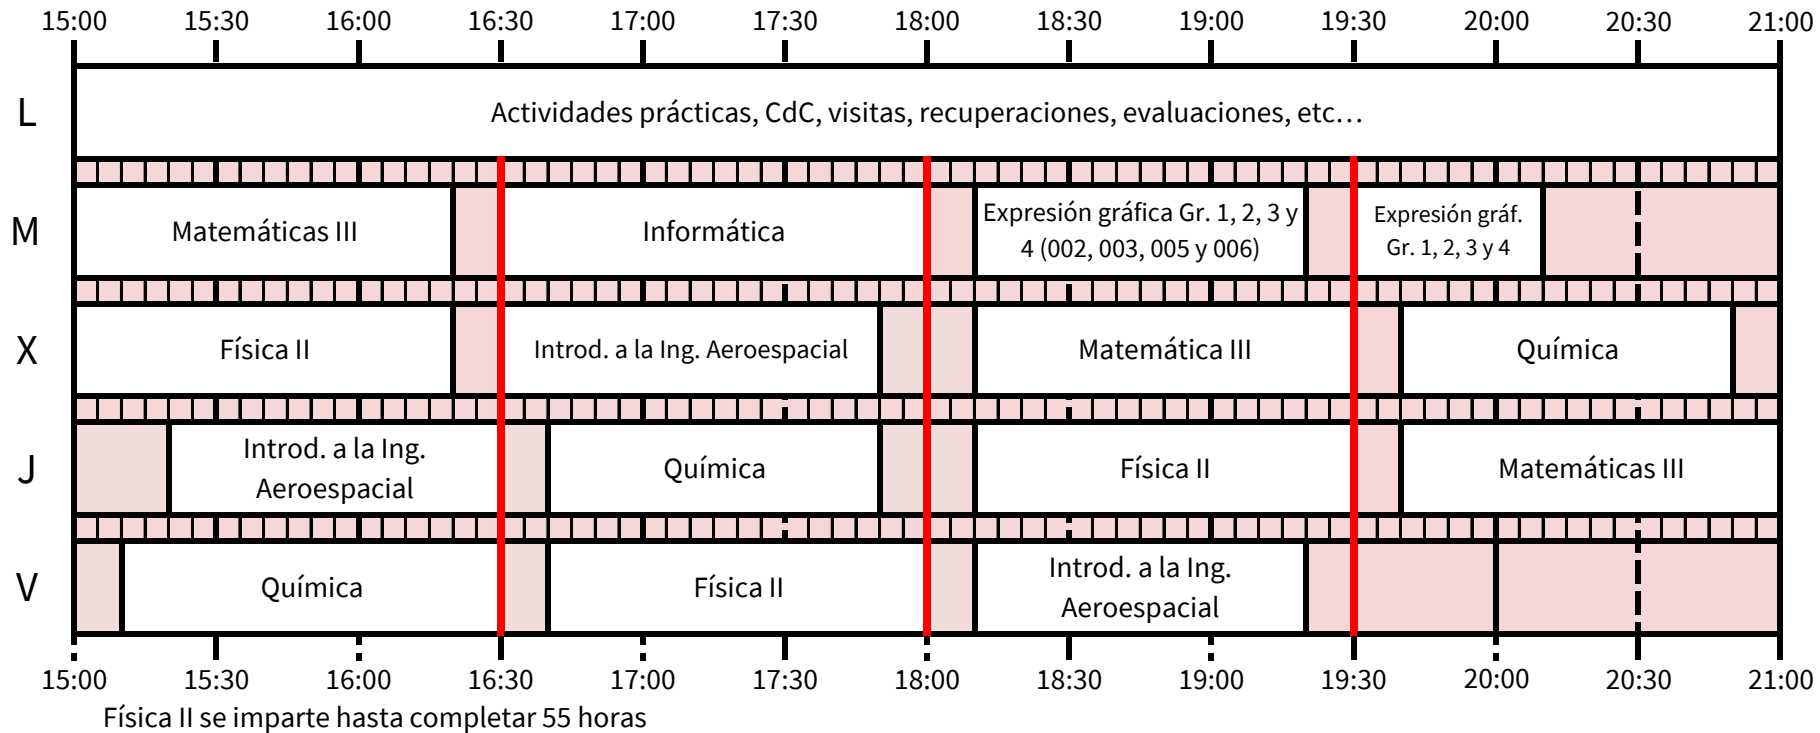 15:00 15:30 16:00 16:30 17:00 17:30 18:00 18:30 19:00 19:30 20:00 20:30 21:00
L
Actividades prácticas, CdC, visitas, recuperaciones, evaluaciones, etc...
M
Matemáticas III
Informática
Expresión gráfica Gr. 1, 2, 3 y
4 (002, 003, 005 y 006)
Expresión gráf.
Gr. 1, 2, 3 y 4
X
Física II
Introd. a la Ing. Aeroespacial
Matemática III
Química
J
Introd. a la Ing.
Aeroespacial
Química
Física II
Matemáticas III
V
Química
Física II
Introd. a la Ing.
Aeroespacial
15:00 15:30 16:00 16:30 17:00 17:30 18:00 18:30 19:00 19:30 20:00 20:30 21:00
Física II se imparte hasta completar 55 horas